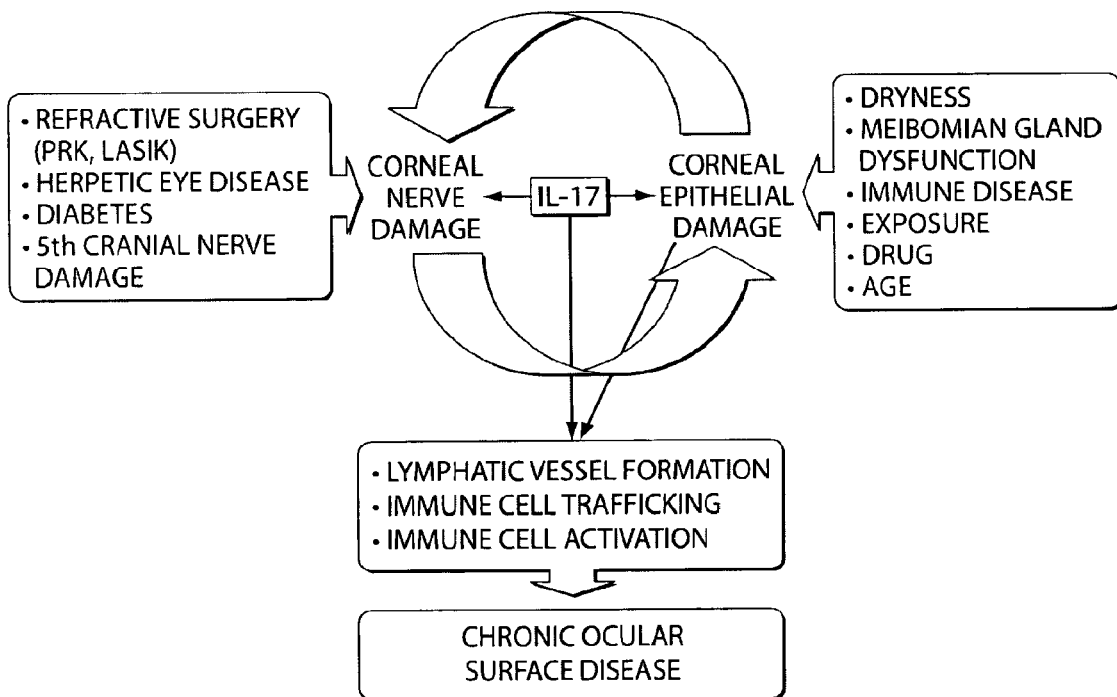 • REFRACTIVE SURGERY
(PRK, LASIK)
• HERPETIC EYE DISEASE
• DIABETES
• 5th CRANIAL NERVE
DAMAGE
CORNEAL
NERVE
DAMAGE
IL-17
CORNEAL
EPITHELIAL
DAMAGE
• DRYNESS
• MEIBOMIAN GLAND
DYSFUNCTION
• IMMUNE DISEASE
• EXPOSURE
• DRUG
• AGE
• LYMPHATIC VESSEL FORMATION
• IMMUNE CELL TRAFFICKING
• IMMUNE CELL ACTIVATION
CHRONIC OCULAR
SURFACE DISEASE